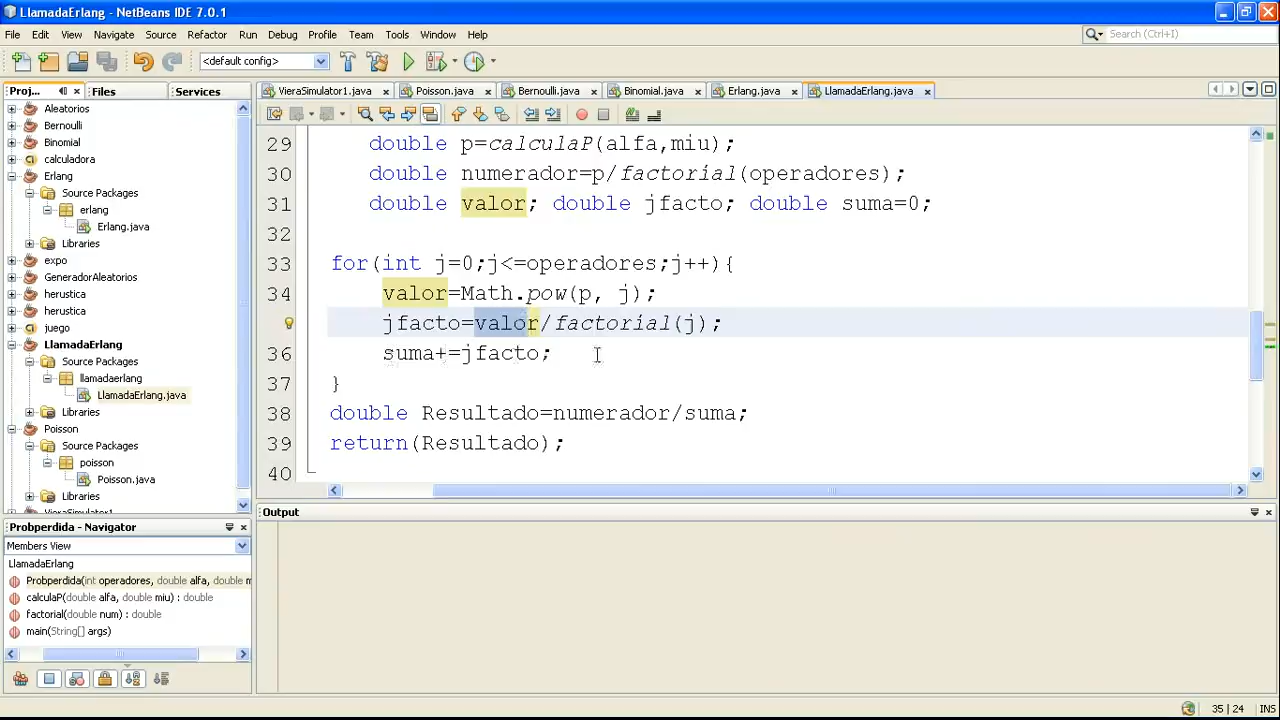 LlamadaErlang - NetBeans IDE 7.0.1
File Edit View Navigate Source Refactor Run Debug Profile Team Tools Window Help
Search (Ctrl+I)
<default config>
Proj... Files Services
VieraSimulator1.java Poisson.java Bernoulli.java Binomial.java Erlang.java LlamadaErlang.java
Aleatorios
Bernoulli
Binomial
calculadora
Erlang
Source Packages
erlang
Erlang.java
Libraries
expo
GeneradorAleatorios
herustica
herustica
juego
LlamadaErlang
Source Packages
llamadaerlang
LlamadaErlang.java
Libraries
Poisson
Source Packages
poisson
Poisson.java
Libraries
VieraSimulator1
29 double p=calculaP(alfa,miu);
30 double numerador=p/factorial(operadores);
31 double valor; double jfacto; double suma=0;
32
33 for(int j=0;j<=operadores;j++){
34 valor=Math.pow(p, j);
jfacto=valor/factorial(j);
36 suma+=jfacto;
37 }
38 double Resultado=numerador/suma;
39 return(Resultado);
40
Probperdida - Navigator
Members View
LlamadaErlang
Probperdida(int operadores, double alfa, double m
calculaP(double alfa, double miu) : double
factorial(double num) : double
main(String[] args)
Output
35 | 24 INS